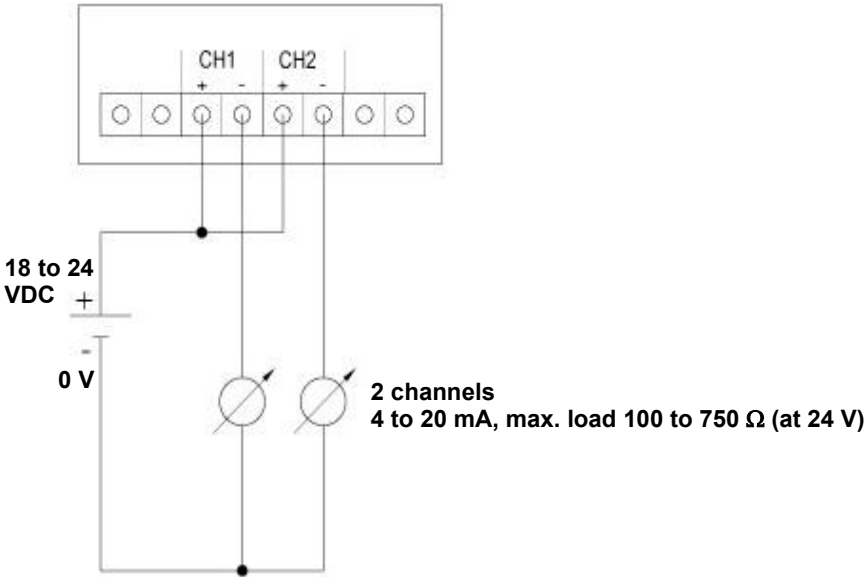 CH1 CH2
+ - + -
18 to 24
VDC +
-
0 V
2 channels
4 to 20 mA, max. load 100 to 750 Ω (at 24 V)